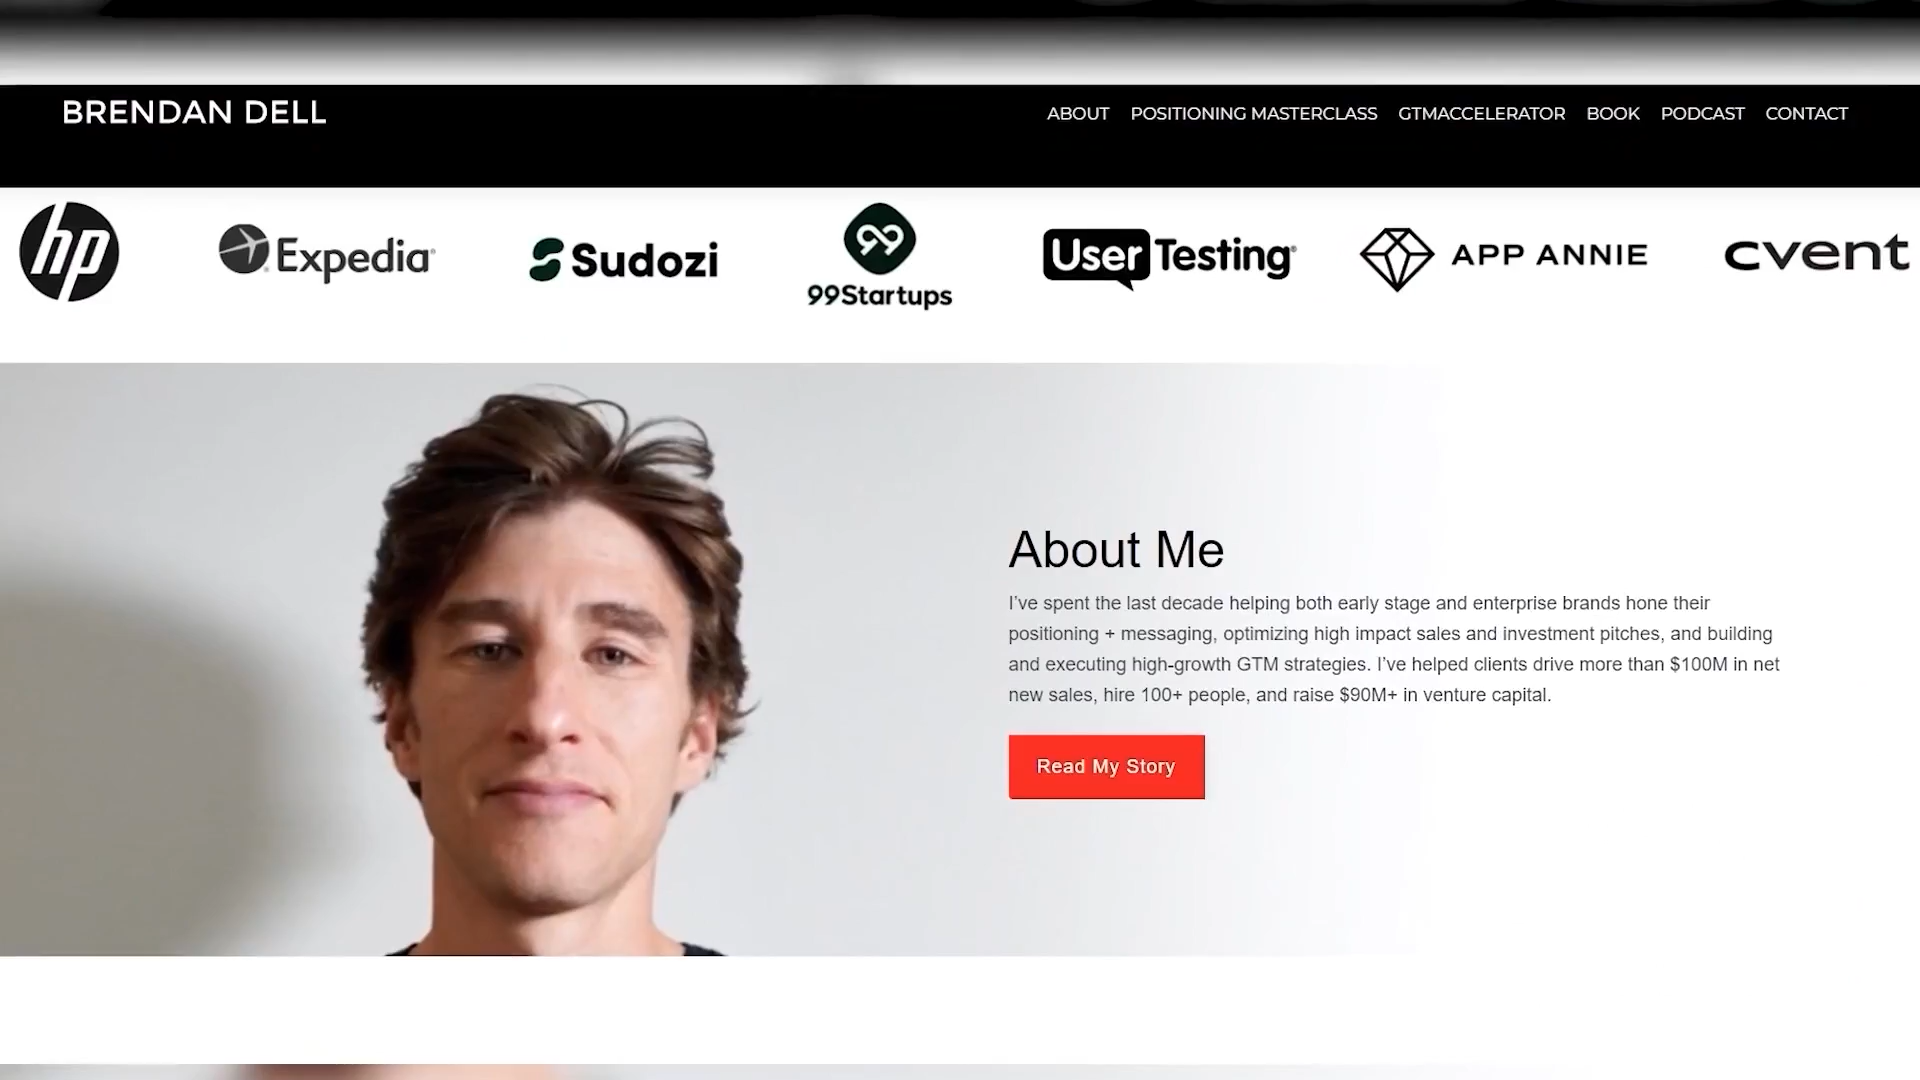 BRENDAN DELL
ABOUT POSITIONING MASTERCLASS GTMACCELERATOR BOOK PODCAST CONTACT
hp
Expedia®
Sudozi
99
99Startups
UserTesting®
APP ANNIE
cvent
About Me
I've spent the last decade helping both early stage and enterprise brands hone their
positioning + messaging, optimizing high impact sales and investment pitches, and building
and executing high-growth GTM strategies. I've helped clients drive more than $100M in net
new sales, hire 100+ people, and raise $90M+ in venture capital.
Read My Story